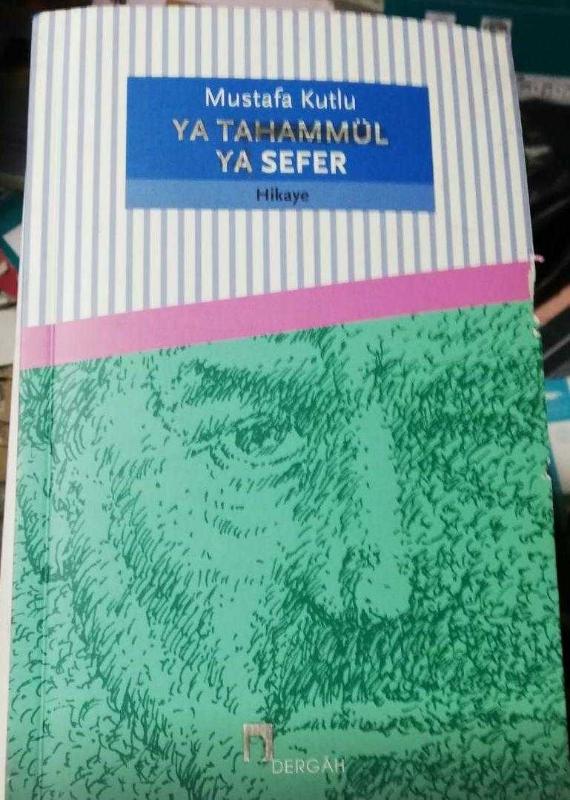 Mustafa Kutlu
YA TAHAMMÜL
YA SEFER
Hikaye
DERGÂH